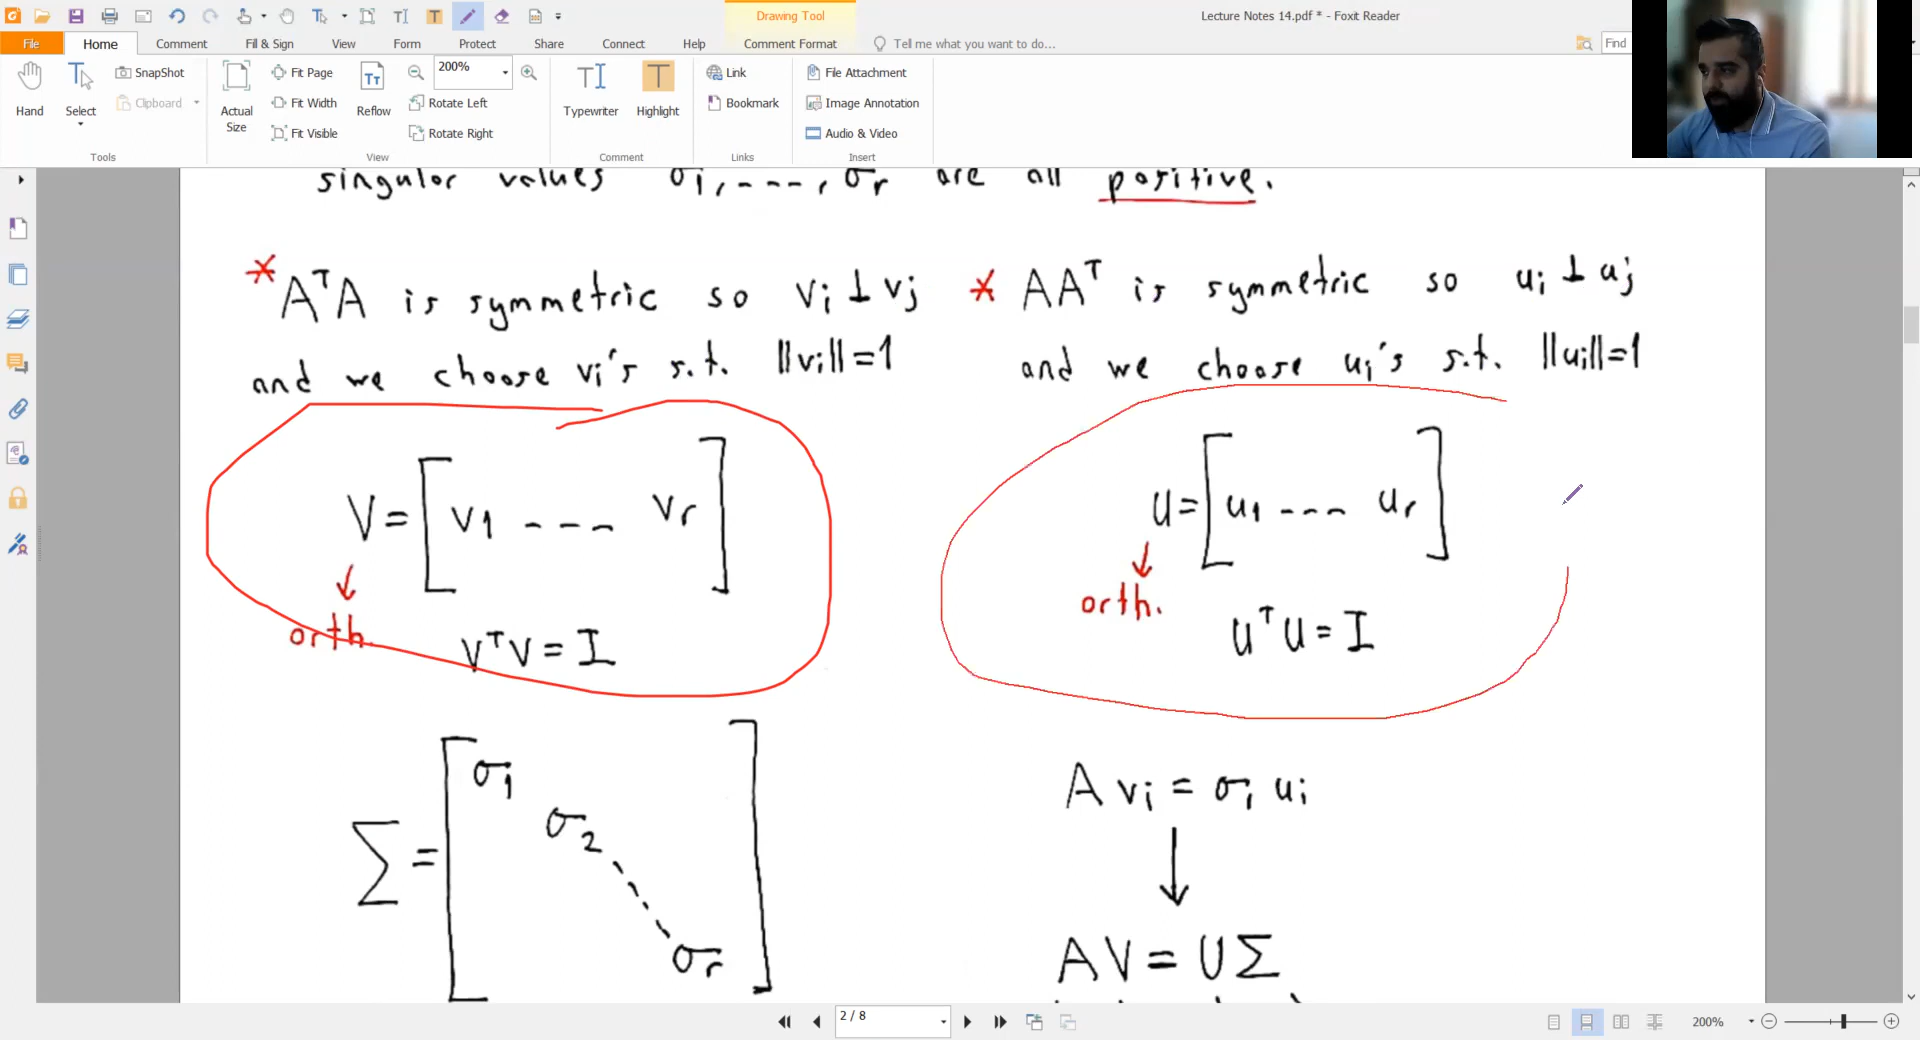 Drawing Tool
Lecture Notes 14.pdf * - Foxit Reader
File Home Comment Fill & Sign View Form Protect Share Connect Help Comment Format Tell me what you want to do... Find
Hand
Select
SnapShot
Clipboard
Tools
Actual Size
Fit Page
Fit Width
Fit Visible
Reflow
200%
Rotate Left
Rotate Right
View
Typewriter
Highlight
Comment
Link
Bookmark
Links
File Attachment
Image Annotation
Audio & Video
Insert
singular values σ1, ----, σr are all positive.
* AᵀA is symmetric so vi ⊥ vj
and we choose vi's s.t. ||vi||=1
V = [ v1 --- vr ]
↓
orth.
VᵀV = I
* AAᵀ is symmetric so ui ⊥ uj
and we choose ui's s.t. ||ui||=1
U = [ u1 --- ur ]
↓
orth.
UᵀU = I
Σ = [ σ1
σ2
σr ]
A vi = σi ui
↓
AV = UΣ
2 / 8
200%